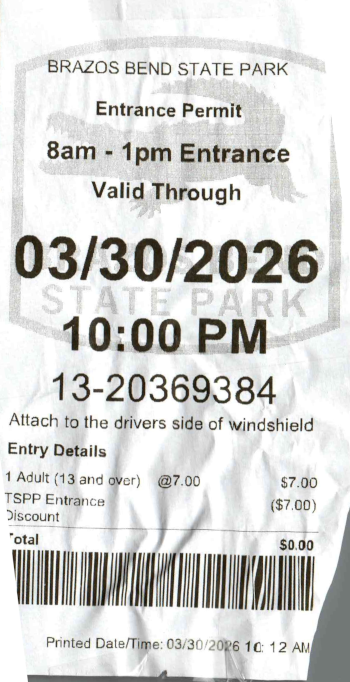 BRAZOS BEND STATE PARK
Entrance Permit
8am - 1pm Entrance
Valid Through
03/30/2026
STATE PARK
10:00 PM
13-20369384
Attach to the drivers side of windshield
Entry Details
1 Adult (13 and over) @7.00 $7.00
TSPP Entrance ($7.00)
Discount
Total $0.00
Printed Date/Time: 03/30/2026 10: 12 AM